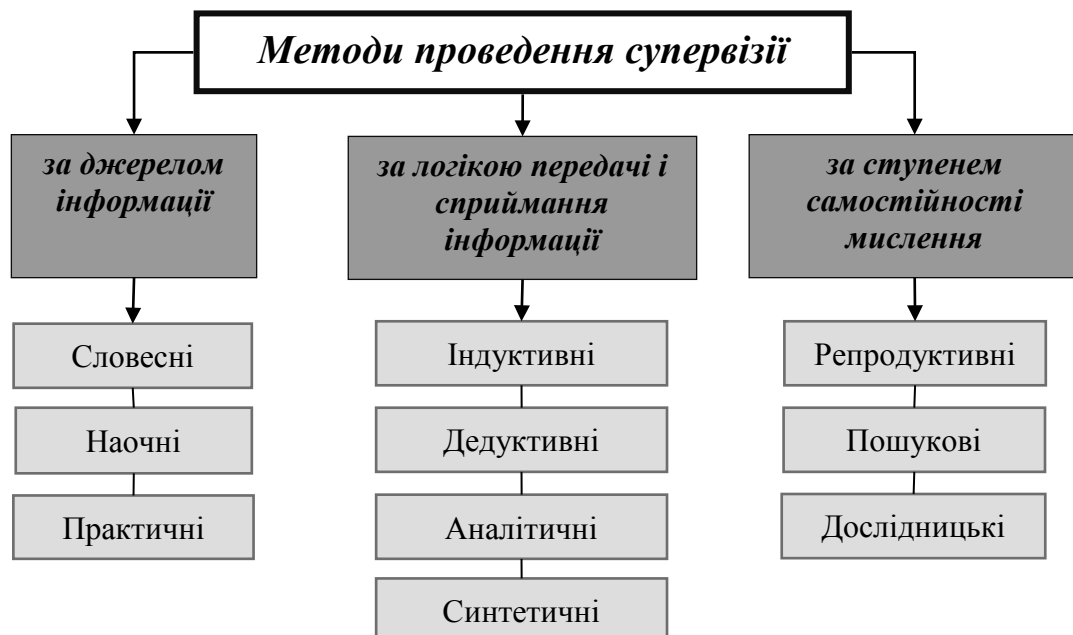 Методи проведення супервізії
за джерелом
інформації
за логікою передачі і
сприймання
інформації
за ступенем
самостійності
мислення
Словесні
Наочні
Практичні
Індуктивні
Дедуктивні
Аналітичні
Синтетичні
Репродуктивні
Пошукові
Дослідницькі